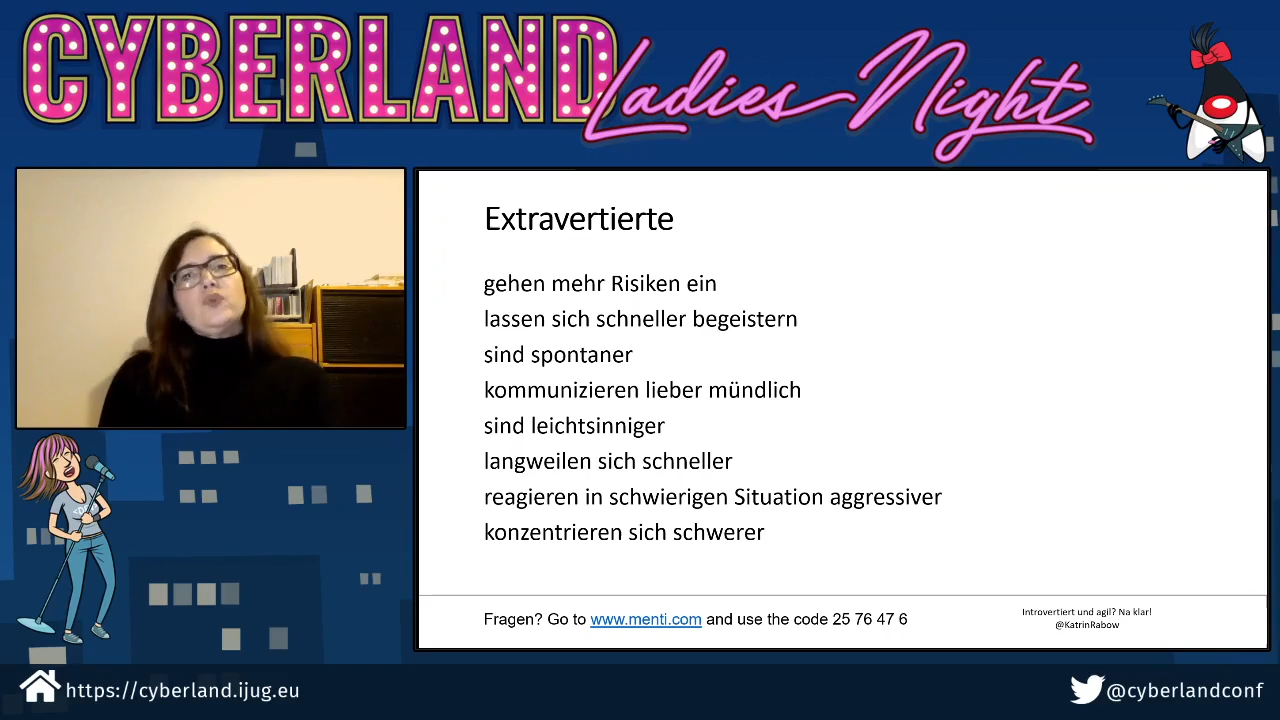 CYBERLAND
Ladies Night
Extravertierte
gehen mehr Risiken ein
lassen sich schneller begeistern
sind spontaner
kommunizieren lieber mündlich
sind leichtsinniger
langweilen sich schneller
reagieren in schwierigen Situation aggressiver
konzentrieren sich schwerer
Fragen? Go to www.menti.com and use the code 25 76 47 6
Introvertiert und agil? Na klar!
@KatrinRabow
https://cyberland.ijug.eu
@cyberlandconf